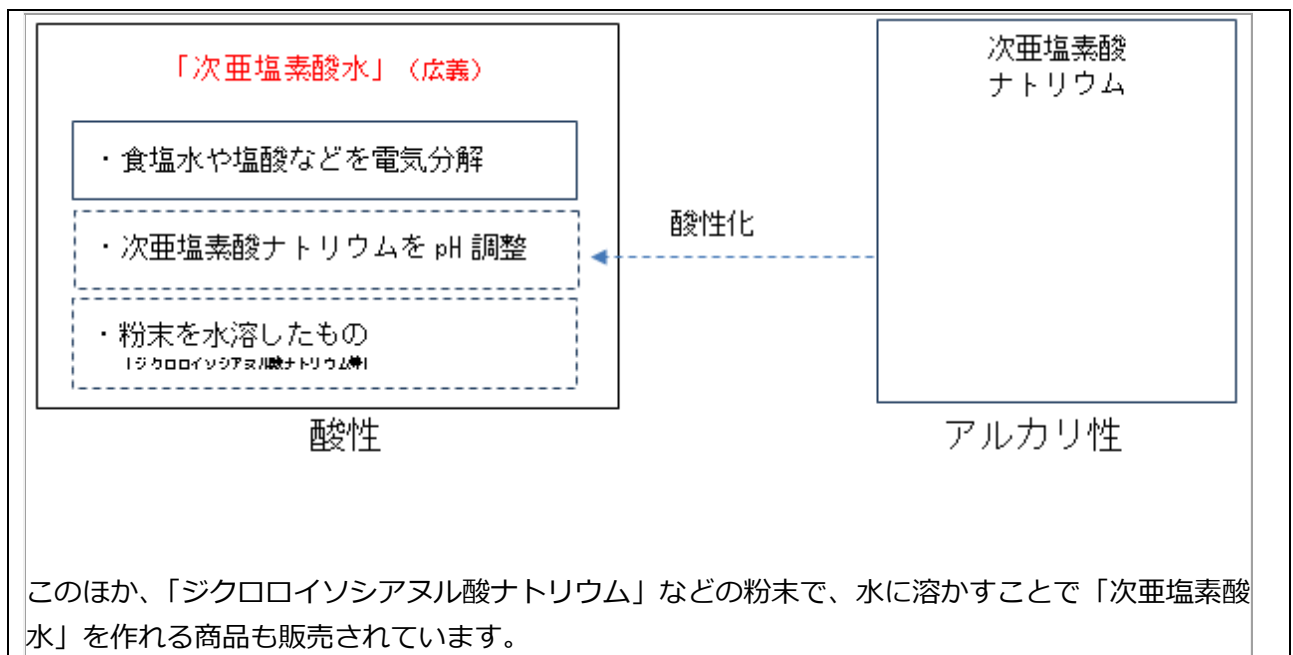 「次亜塩素酸水」（広義）
・食塩水や塩酸などを電気分解
・次亜塩素酸ナトリウムを pH 調整
・粉末を水溶したもの
（ジクロロイソシアヌル酸ナトリウム等）
酸性
酸性化
次亜塩素酸
ナトリウム
アルカリ性
このほか、「ジクロロイソシアヌル酸ナトリウム」などの粉末で、水に溶かすことで「次亜塩素酸
水」を作れる商品も販売されています。